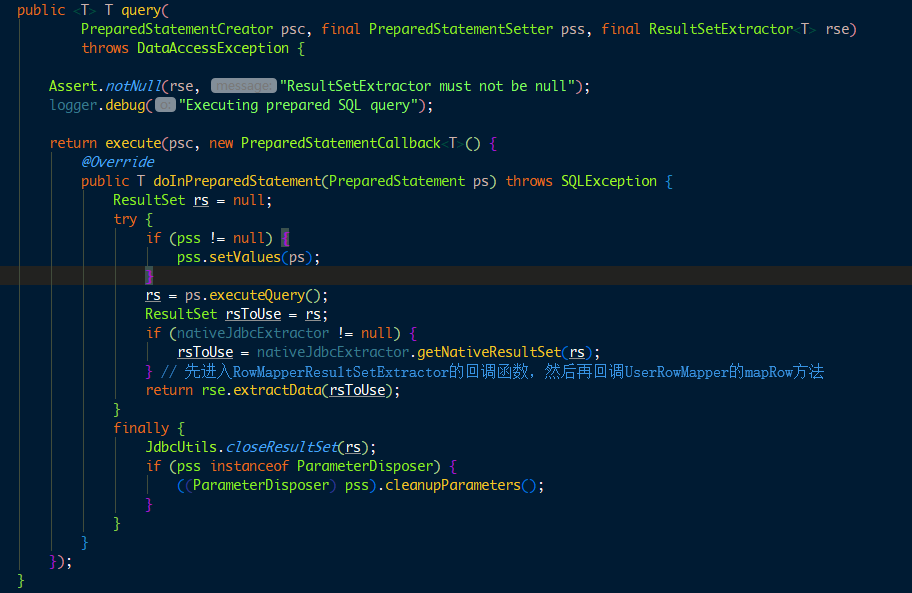 public <T> T query(
PreparedStatementCreator psc, final PreparedStatementSetter pss, final ResultSetExtractor<T> rse)
throws DataAccessException {
Assert.notNull(rse, message: "ResultSetExtractor must not be null");
logger.debug( o: "Executing prepared SQL query");
return execute(psc, new PreparedStatementCallback<T>() {
@Override
public T doInPreparedStatement(PreparedStatement ps) throws SQLException {
ResultSet rs = null;
try {
if (pss != null) {
pss.setValues(ps);
}
rs = ps.executeQuery();
ResultSet rsToUse = rs;
if (nativeJdbcExtractor != null) {
rsToUse = nativeJdbcExtractor.getNativeResultSet(rs);
} // 先进入RowMapperResultSetExtractor的回调函数，然后再回调UserRowMapper的mapRow方法
return rse.extractData(rsToUse);
}
finally {
JdbcUtils.closeResultSet(rs);
if (pss instanceof ParameterDisposer) {
((ParameterDisposer) pss).cleanupParameters();
}
}
}
});
}